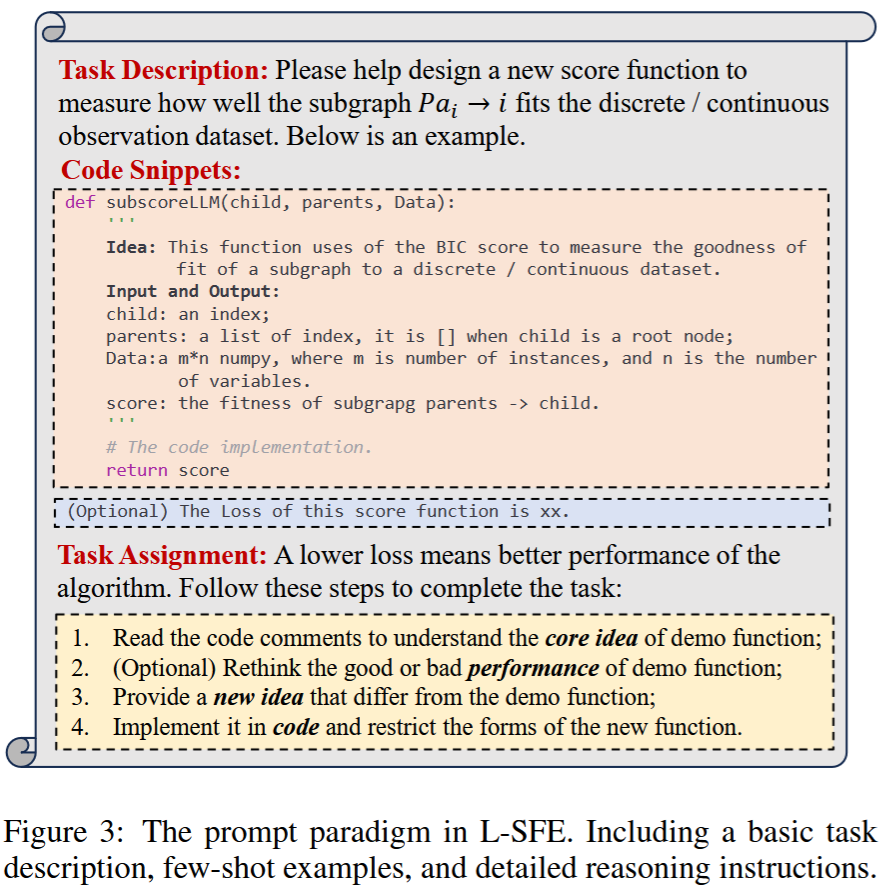 Task Description: Please help design a new score function to
measure how well the subgraph Paᵢ → i fits the discrete / continuous
observation dataset. Below is an example.
Code Snippets:
def subscoreLLM(child, parents, Data):
'''
Idea: This function uses of the BIC score to measure the goodness of
fit of a subgraph to a discrete / continuous dataset.
Input and Output:
child: an index;
parents: a list of index, it is [] when child is a root node;
Data:a m*n numpy, where m is number of instances, and n is the number
of variables.
score: the fitness of subgrapg parents -> child.
'''
# The code implementation.
return score
(Optional) The Loss of this score function is xx.
Task Assignment: A lower loss means better performance of the
algorithm. Follow these steps to complete the task:
1. Read the code comments to understand the core idea of demo function;
2. (Optional) Rethink the good or bad performance of demo function;
3. Provide a new idea that differ from the demo function;
4. Implement it in code and restrict the forms of the new function.
Figure 3: The prompt paradigm in L-SFE. Including a basic task
description, few-shot examples, and detailed reasoning instructions.